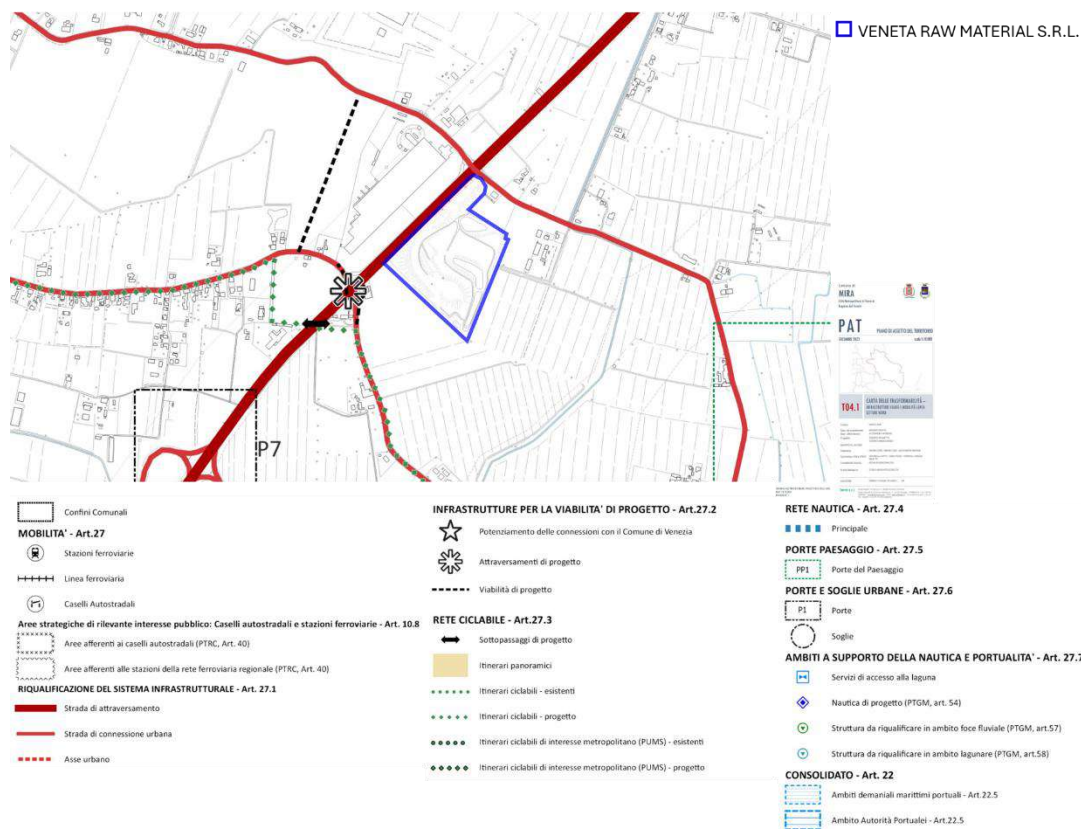 VENETA RAW MATERIAL S.R.L.
P7
MIRA
PAT
PIANO DI ASSETTO DEL TERRITORIO
T04.1
CARTA DELLE TRASFORMABILITÀ –
Confini Comunali
MOBILITA' - Art.27
Stazioni ferroviarie
Linea ferroviaria
Caselli Autostradali
Aree strategiche di rilevante interesse pubblico: Caselli autostradali e stazioni ferroviarie - Art. 10.8
Aree afferenti ai caselli autostradali (PTRC, Art. 40)
Aree afferenti alle stazioni della rete ferroviaria regionale (PTRC, Art. 40)
RIQUALIFICAZIONE DEL SISTEMA INFRASTRUTTURALE - Art. 27.1
Strada di attraversamento
Strada di connessione urbana
Asse urbano
INFRASTRUTTURE PER LA VIABILITA' DI PROGETTO - Art.27.2
Potenziamento delle connessioni con il Comune di Venezia
Attraversamenti di progetto
Viabilità di progetto
RETE CICLABILE - Art.27.3
Sottopassaggi di progetto
Itinerari panoramici
Itinerari ciclabili - esistenti
Itinerari ciclabili - progetto
Itinerari ciclabili di interesse metropolitano (PUMS) - esistenti
Itinerari ciclabili di interesse metropolitano (PUMS) - progetto
RETE NAUTICA - Art. 27.4
Principale
PORTE PAESAGGIO - Art. 27.5
PP1 Porte del Paesaggio
PORTE E SOGLIE URBANE - Art. 27.6
P1 Porte
Soglie
AMBITI A SUPPORTO DELLA NAUTICA E PORTUALITA' - Art. 27.7
Servizi di accesso alla laguna
Nautica di progetto (PTGM, art. 54)
Struttura da riqualificare in ambito foce fluviale (PTGM, art.57)
Struttura da riqualificare in ambito lagunare (PTGM, art.58)
CONSOLIDATO - Art. 22
Ambiti demaniali marittimi portuali - Art.22.5
Ambito Autorità Portualei - Art.22.5